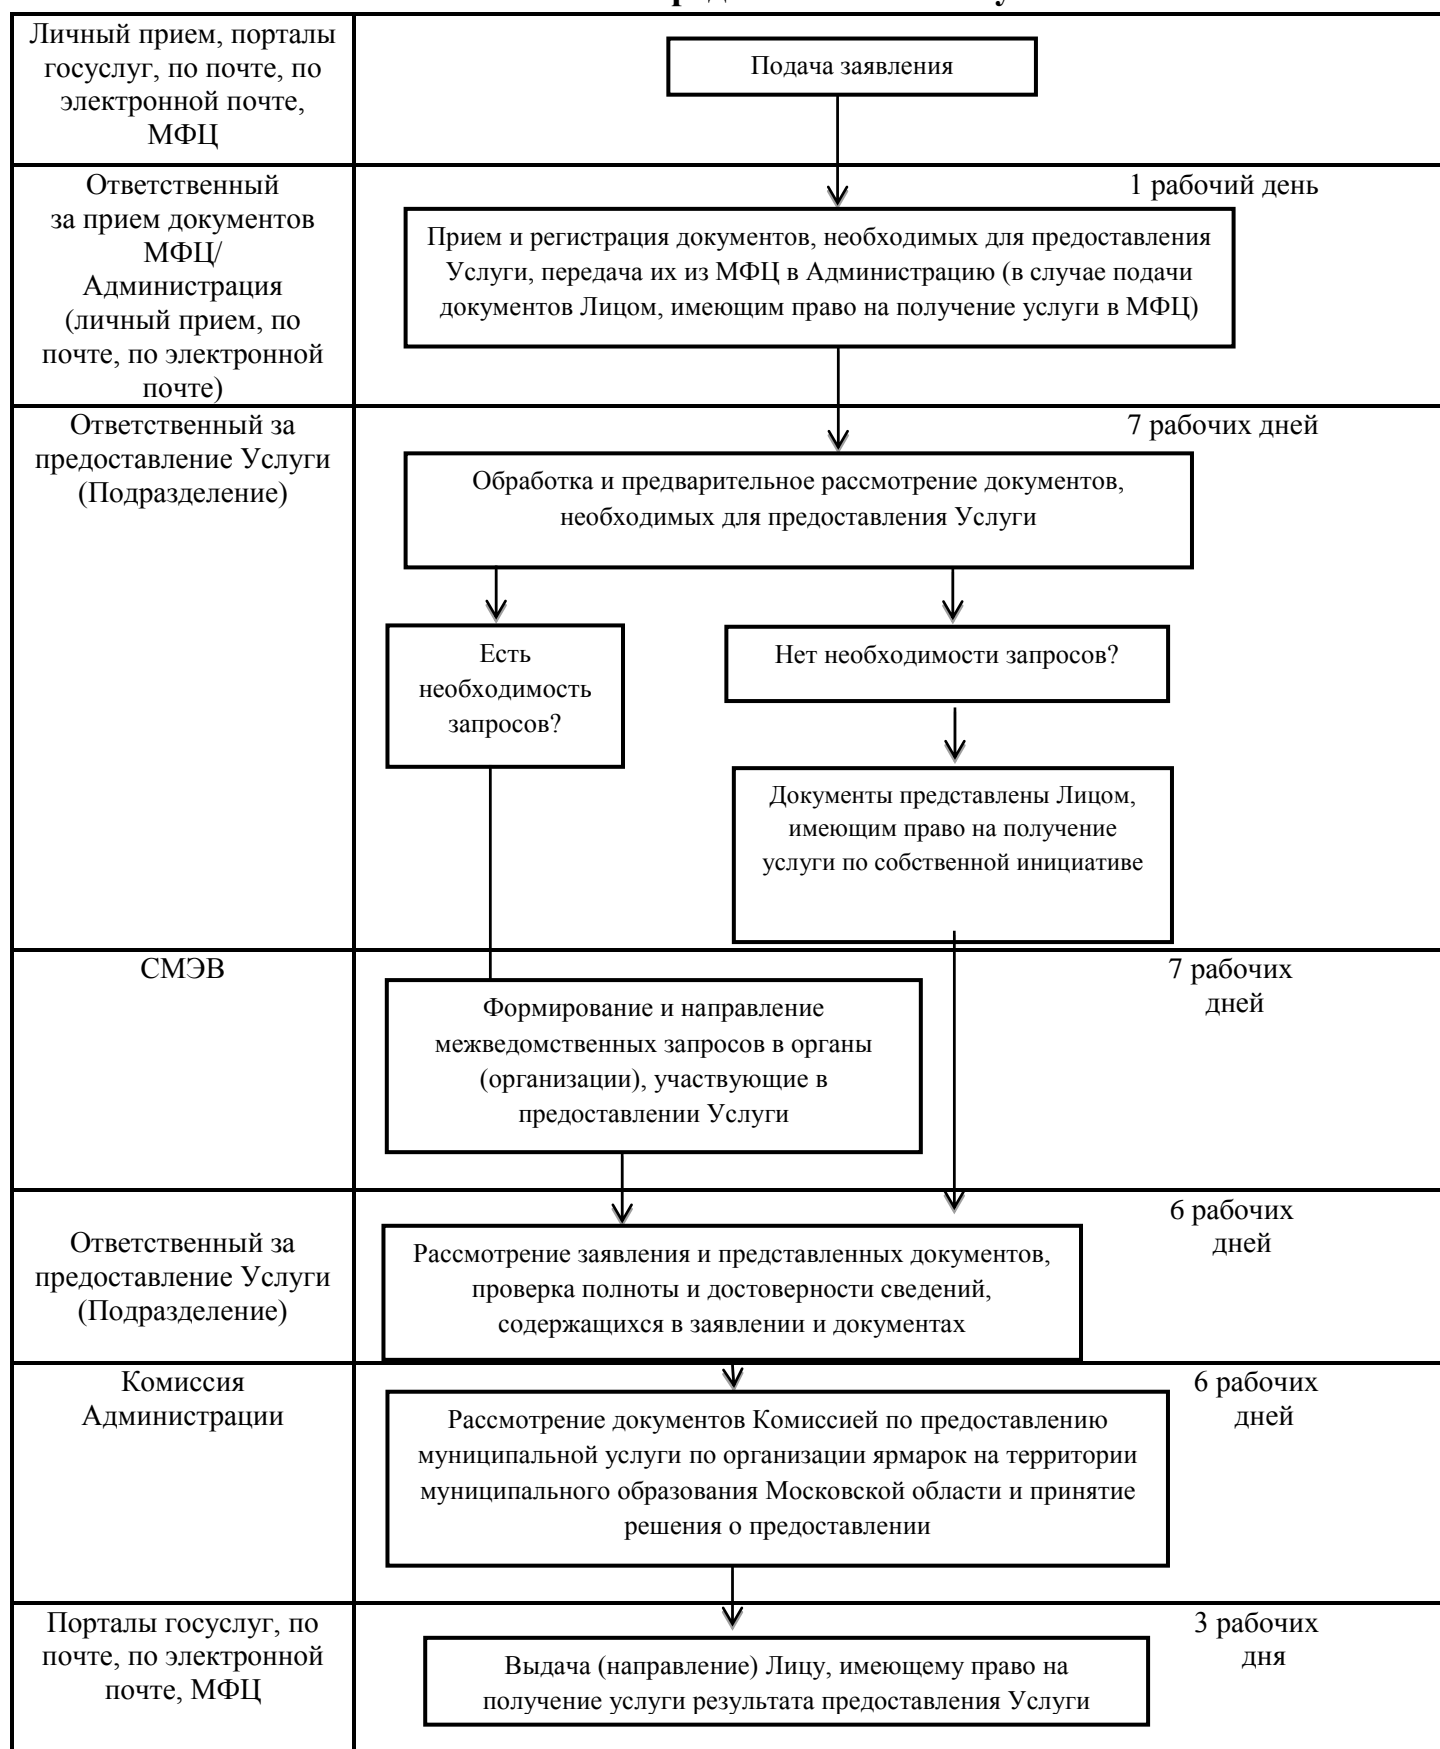 Личный прием, порталы
госуслуг, по почте, по
электронной почте,
МФЦ
Подача заявления
Ответственный
за прием документов
МФЦ/
Администрация
(личный прием, по
почте, по электронной
почте)
1 рабочий день
Прием и регистрация документов, необходимых для предоставления
Услуги, передача их из МФЦ в Администрацию (в случае подачи
документов Лицом, имеющим право на получение услуги в МФЦ)
Ответственный за
предоставление Услуги
(Подразделение)
7 рабочих дней
Обработка и предварительное рассмотрение документов,
необходимых для предоставления Услуги
Есть
необходимость
запросов?
Нет необходимости запросов?
Документы представлены Лицом,
имеющим право на получение
услуги по собственной инициативе
СМЭВ
7 рабочих
дней
Формирование и направление
межведомственных запросов в органы
(организации), участвующие в
предоставлении Услуги
Ответственный за
предоставление Услуги
(Подразделение)
6 рабочих
дней
Рассмотрение заявления и представленных документов,
проверка полноты и достоверности сведений,
содержащихся в заявлении и документах
Комиссия
Администрации
6 рабочих
дней
Рассмотрение документов Комиссией по предоставлению
муниципальной услуги по организации ярмарок на территории
муниципального образования Московской области и принятие
решения о предоставлении
Порталы госуслуг, по
почте, по электронной
почте, МФЦ
3 рабочих
дня
Выдача (направление) Лицу, имеющему право на
получение услуги результата предоставления Услуги